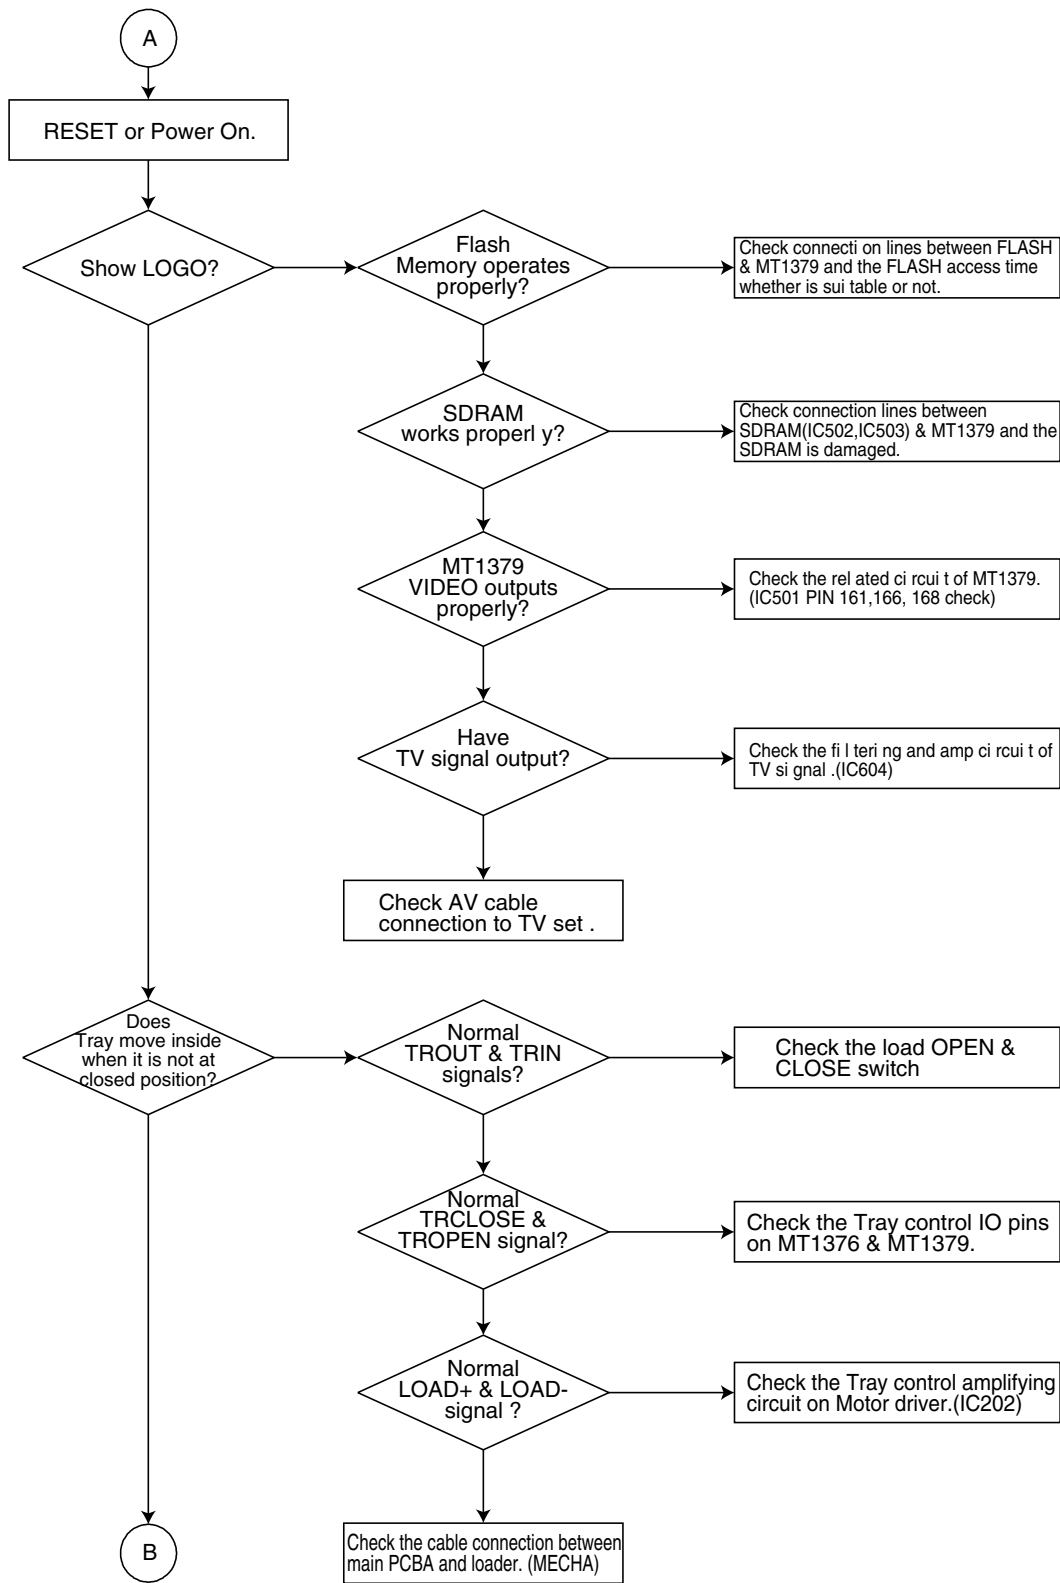 A
RESET or Power On.
Show LOGO?
Flash
Memory operates
properly?
Check connecti on lines between FLASH
& MT1379 and the FLASH access time
whether is sui table or not.
SDRAM
works properl y?
Check connection lines between
SDRAM(IC502,IC503) & MT1379 and the
SDRAM is damaged.
MT1379
VIDEO outputs
properly?
Check the rel ated ci rcui t of MT1379.
(IC501 PIN 161,166, 168 check)
Have
TV signal output?
Check the fi l teri ng and amp ci rcui t of
TV si gnal .(IC604)
Check AV cable
connection to TV set .
Does
Tray move inside
when it is not at
closed position?
Normal
TROUT & TRIN
signals?
Check the load OPEN &
CLOSE switch
Normal
TRCLOSE &
TROPEN signal?
Check the Tray control IO pins
on MT1376 & MT1379.
Normal
LOAD+ & LOAD-
signal ?
Check the Tray control amplifying
circuit on Motor driver.(IC202)
Check the cable connection between
main PCBA and loader. (MECHA)
B